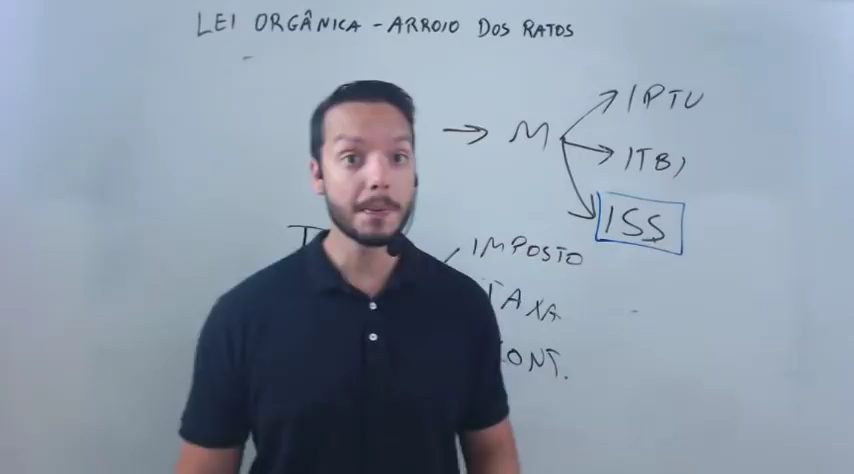 LEI ORGÂNICA - ARROIO DOS RATOS
M
IPTU
ITBI
ISS
IMPOSTO
TAXA
CONT.